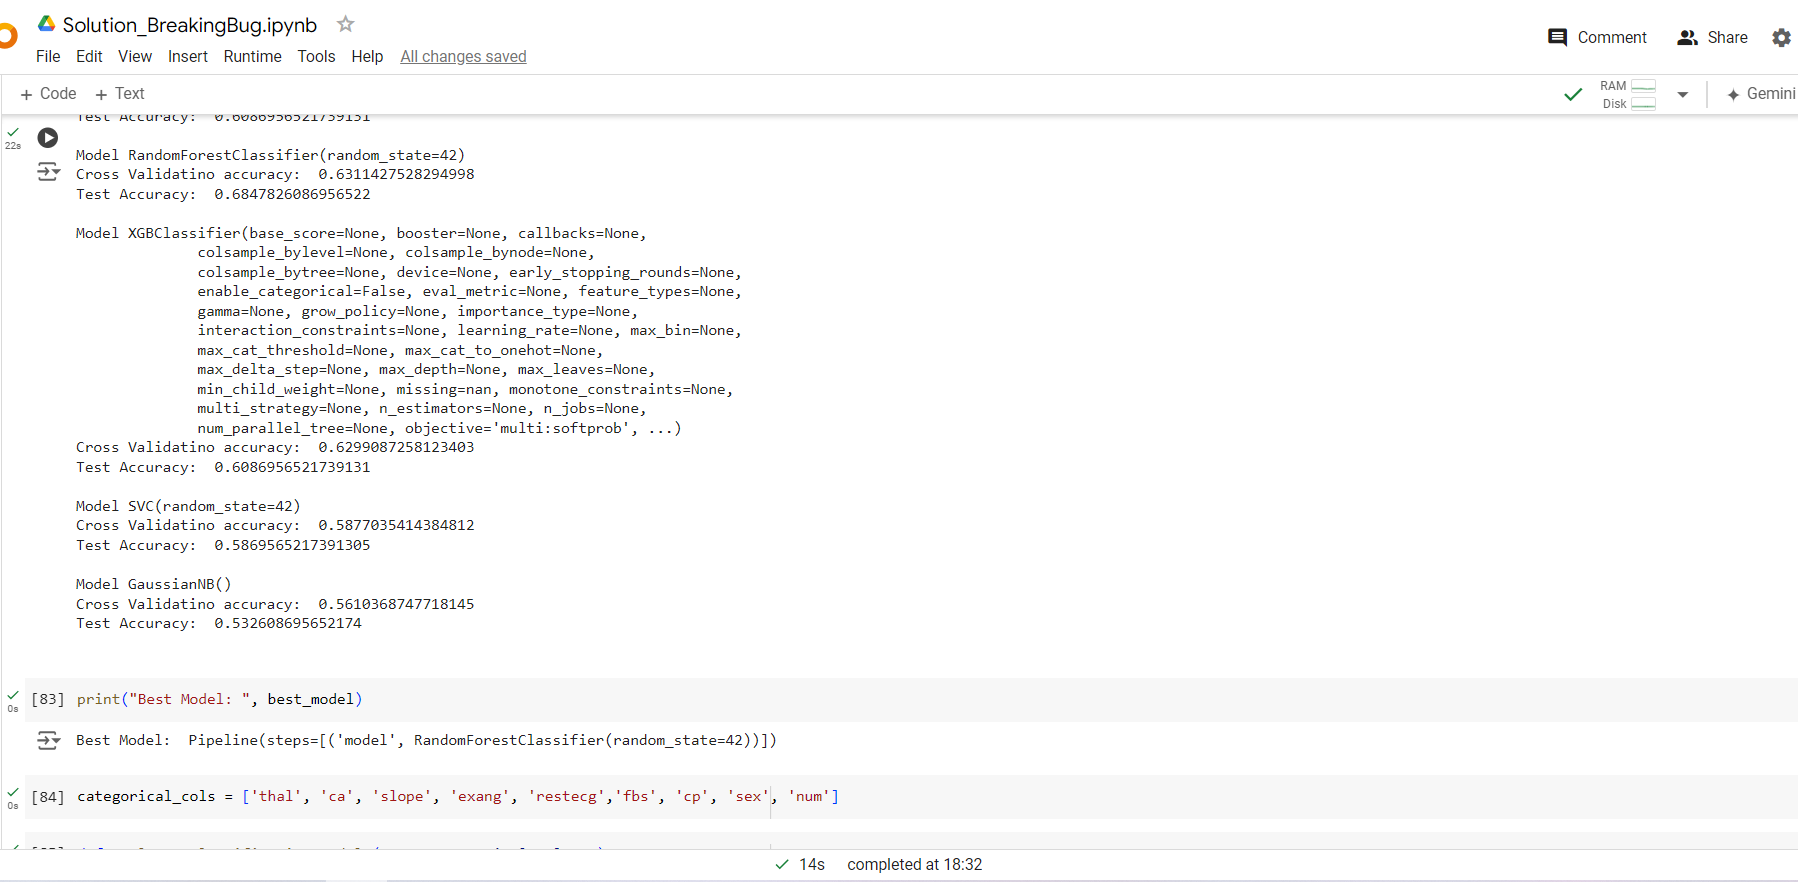 Solution_BreakingBug.ipynb
File Edit View Insert Runtime Tools Help All changes saved
Comment Share
+ Code + Text
RAM
Disk
Gemini
Test Accuracy:  0.6086956521739131
22s
Model RandomForestClassifier(random_state=42)
Cross Validatino accuracy:  0.6311427528294998
Test Accuracy:  0.6847826086956522
Model XGBClassifier(base_score=None, booster=None, callbacks=None,
colsample_bylevel=None, colsample_bynode=None,
colsample_bytree=None, device=None, early_stopping_rounds=None,
enable_categorical=False, eval_metric=None, feature_types=None,
gamma=None, grow_policy=None, importance_type=None,
interaction_constraints=None, learning_rate=None, max_bin=None,
max_cat_threshold=None, max_cat_to_onehot=None,
max_delta_step=None, max_depth=None, max_leaves=None,
min_child_weight=None, missing=nan, monotone_constraints=None,
multi_strategy=None, n_estimators=None, n_jobs=None,
num_parallel_tree=None, objective='multi:softprob', ...)
Cross Validatino accuracy:  0.6299087258123403
Test Accuracy:  0.6086956521739131
Model SVC(random_state=42)
Cross Validatino accuracy:  0.5877035414384812
Test Accuracy:  0.5869565217391305
Model GaussianNB()
Cross Validatino accuracy:  0.5610368747718145
Test Accuracy:  0.532608695652174
[83] print("Best Model: ", best_model)
0s
Best Model:  Pipeline(steps=[('model', RandomForestClassifier(random_state=42))])
[84] categorical_cols = ['thal', 'ca', 'slope', 'exang', 'restecg','fbs', 'cp', 'sex', 'num']
0s
14s completed at 18:32